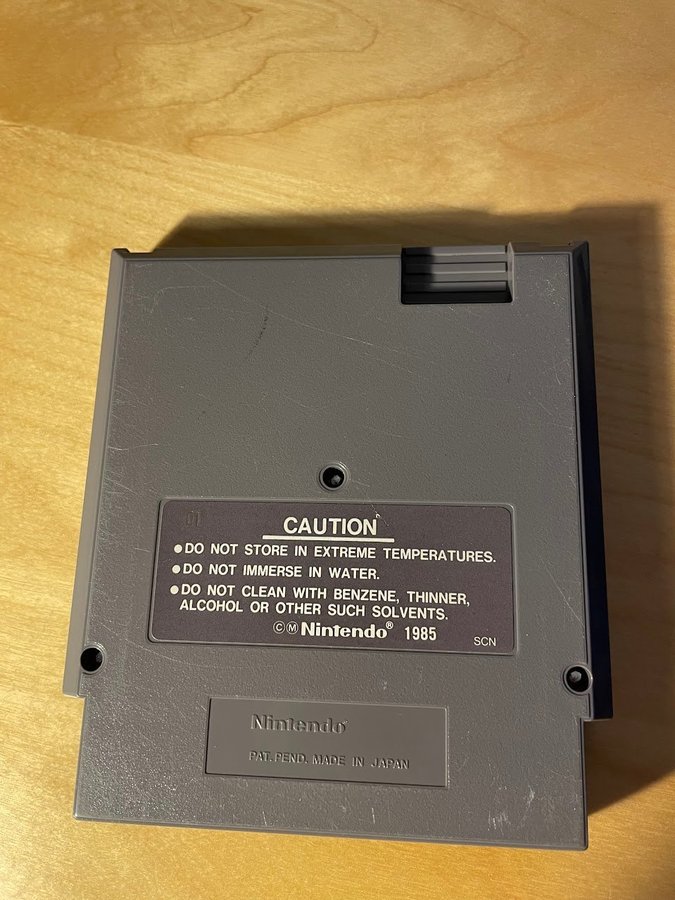 01
CAUTION
●DO NOT STORE IN EXTREME TEMPERATURES.
●DO NOT IMMERSE IN WATER.
●DO NOT CLEAN WITH BENZENE, THINNER,
ALCOHOL OR OTHER SUCH SOLVENTS.
©Ⓜ Nintendo® 1985
SCN
Nintendo®
PAT. PEND. MADE IN JAPAN